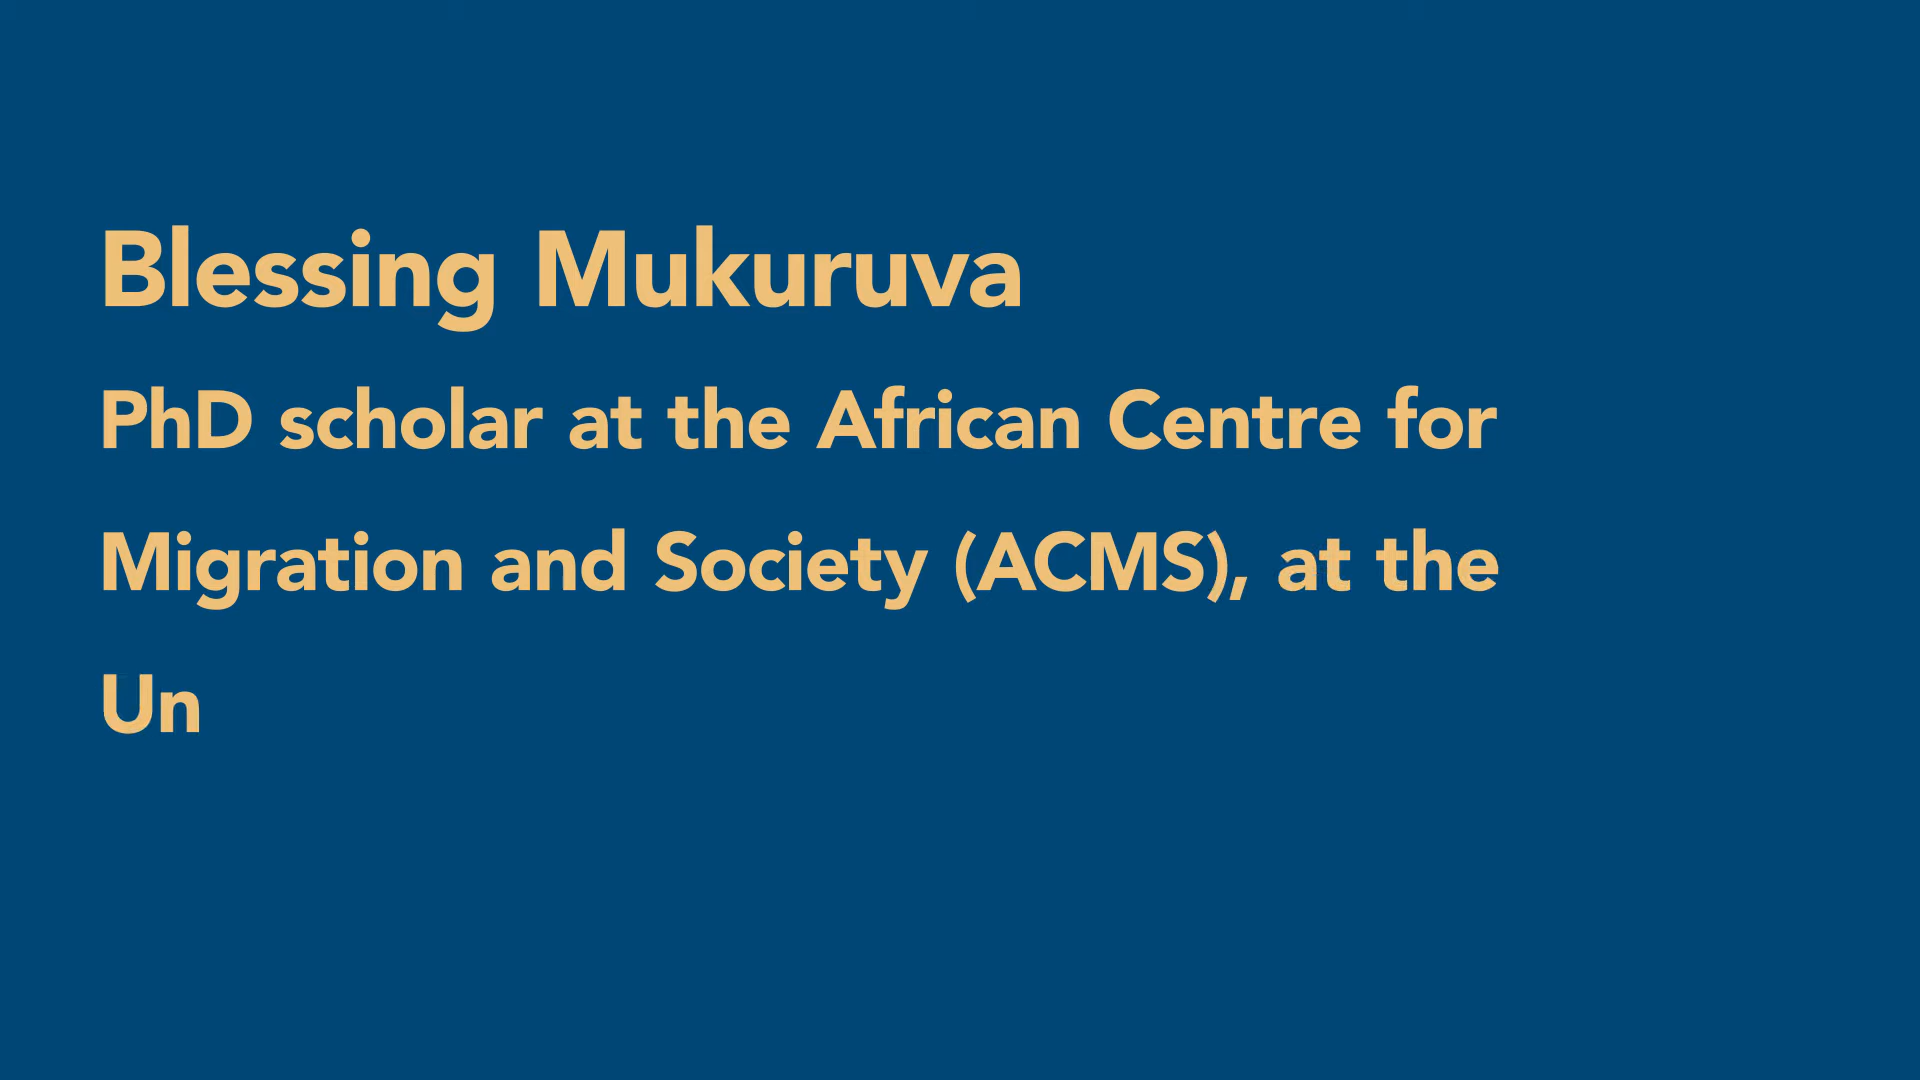 Blessing Mukuruva
PhD scholar at the African Centre for
Migration and Society (ACMS), at the
Un